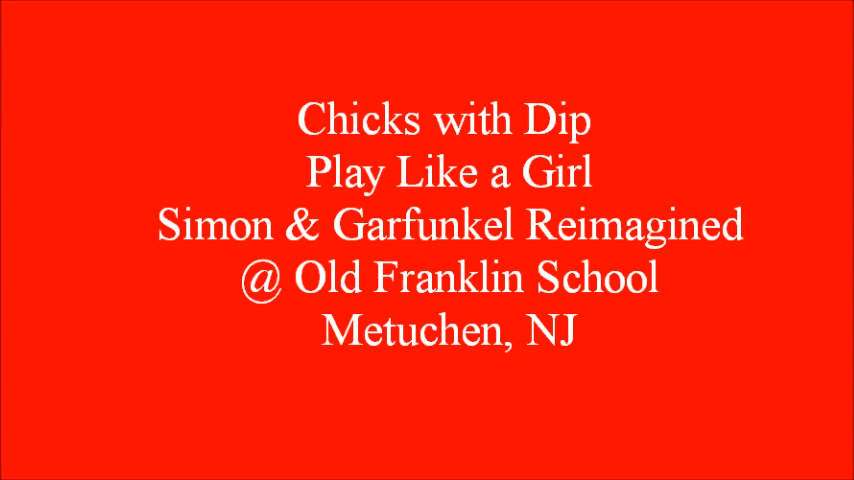 Chicks with Dip
Play Like a Girl
Simon & Garfunkel Reimagined
@ Old Franklin School
Metuchen, NJ